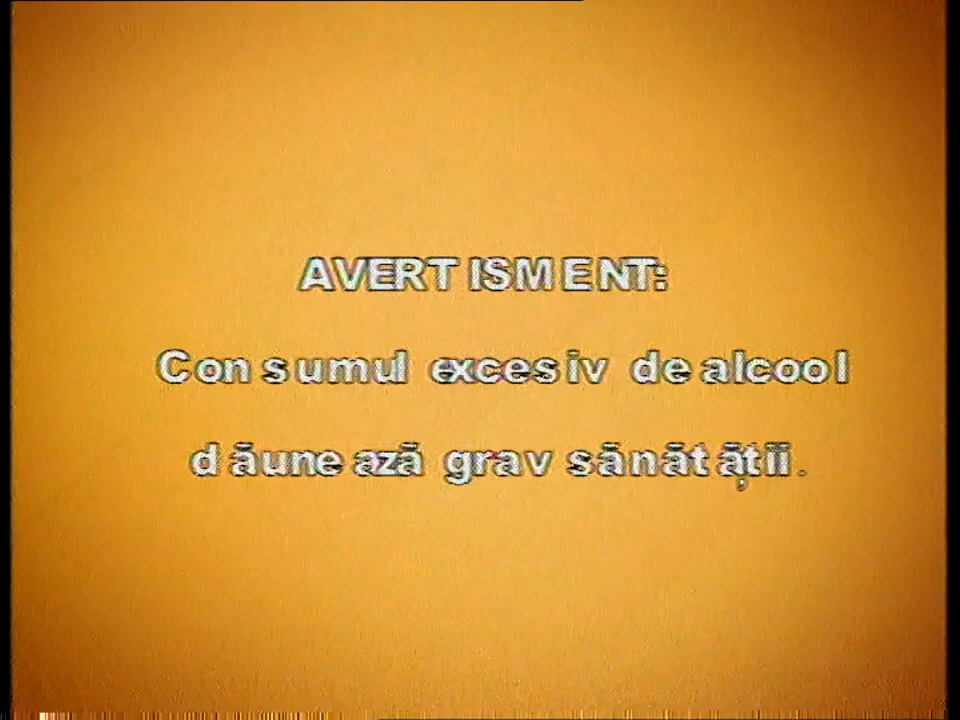 AVERTISMENT:
Consumul excesiv de alcool
dăunează grav sănătății.